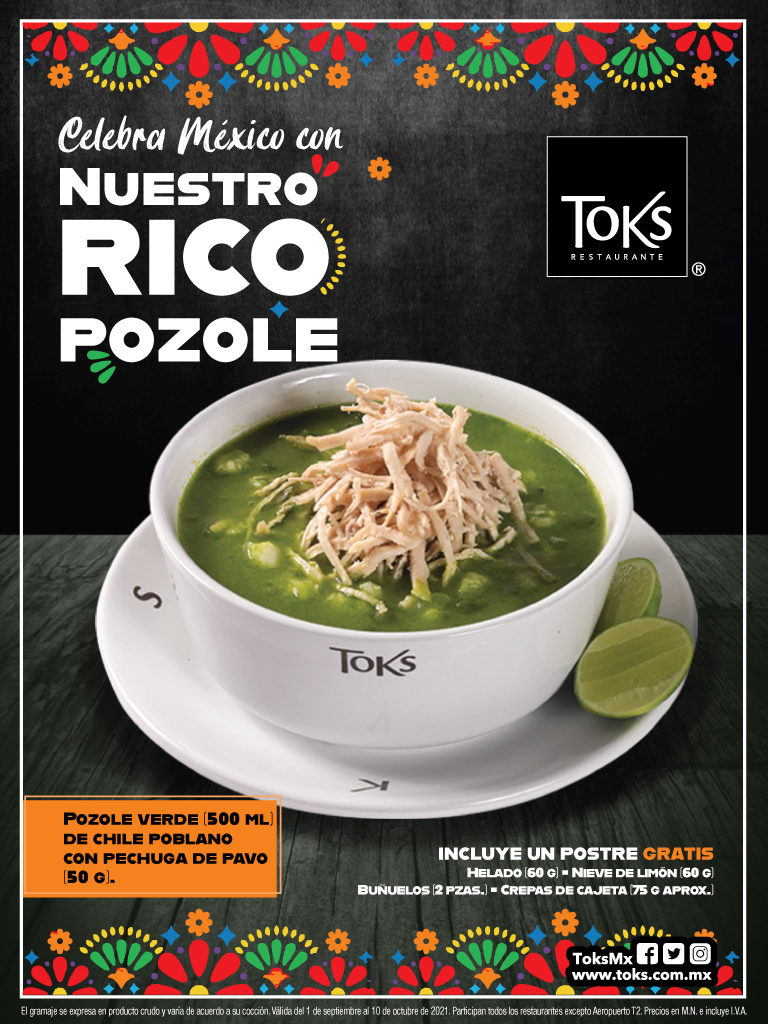 Celebra México con
NUESTRO
RICO
POZOLE
TOKS
RESTAURANTE
®
S
TOKS
K
POZOLE VERDE (500 ML)
DE CHILE POBLANO
CON PECHUGA DE PAVO
(50 G).
INCLUYE UN POSTRE GRATIS
HELADO (60 G) - NIEVE DE LIMÓN (60 G)
BUÑUELOS (2 PZAS.) - CREPAS DE CAJETA (75 G APROX.)
ToksMx
www.toks.com.mx
El gramaje se expresa en producto crudo y varía de acuerdo a su cocción. Válida del 1 de septiembre al 10 de octubre de 2021. Participan todos los restaurantes excepto Aeropuerto T2. Precios en M.N. e incluye I.V.A.